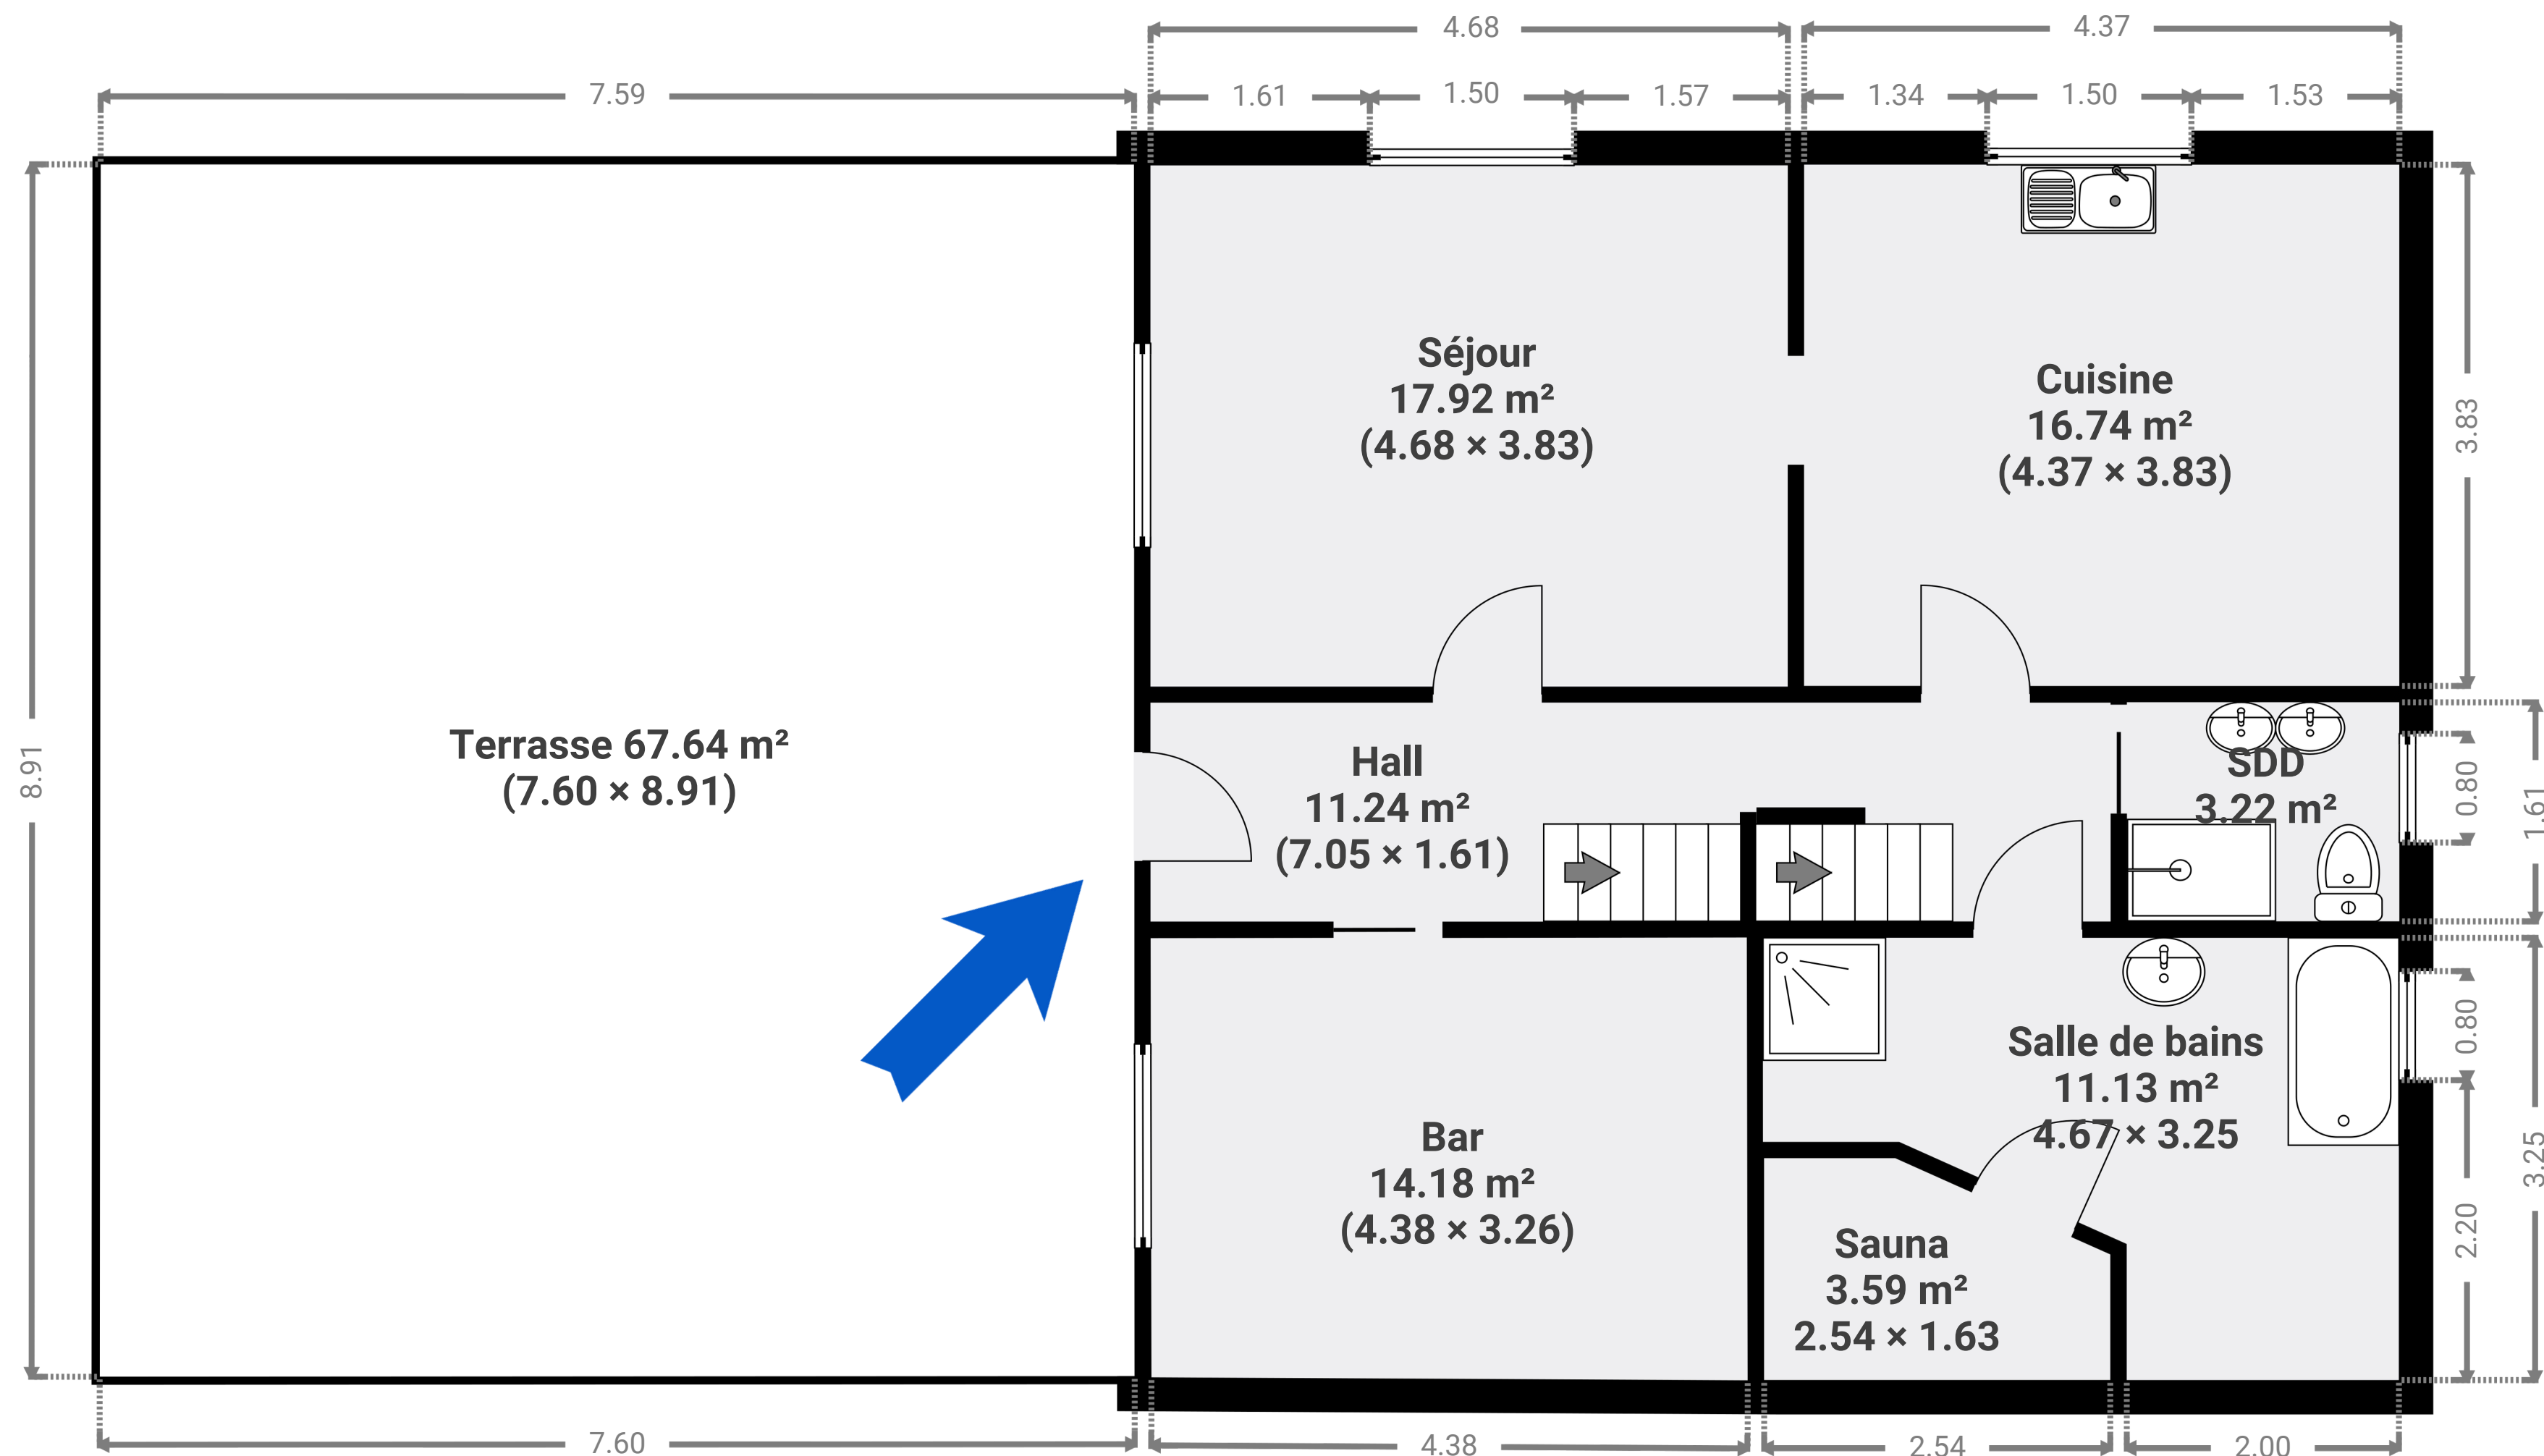 4.68
4.37
7.59
1.61
1.50
1.57
1.34
1.50
1.53
Séjour
17.92 m²
(4.68 × 3.83)
Cuisine
16.74 m²
(4.37 × 3.83)
3.83
Terrasse 67.64 m²
(7.60 × 8.91)
8.91
Hall
11.24 m²
(7.05 × 1.61)
SDD
3.22 m²
0.80
1.61
Bar
14.18 m²
(4.38 × 3.26)
Salle de bains
11.13 m²
4.67 × 3.25
0.80
3.25
2.20
Sauna
3.59 m²
2.54 × 1.63
7.60
4.38
2.54
2.00